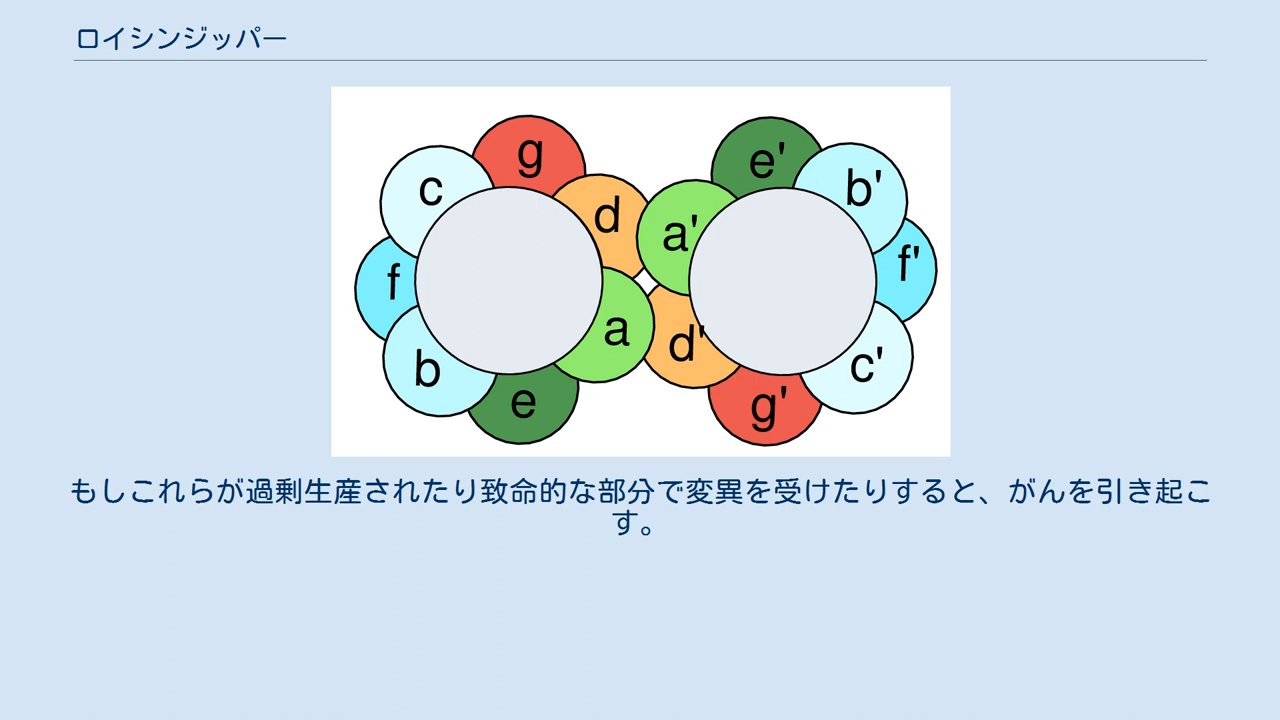 ロイシンジッパー
g
e'
c
b'
d
a'
f
f'
a
d'
b
c'
e
g'
もしこれらが過剰生産されたり致命的な部分で変異を受けたりすると、がんを引き起こ
す。